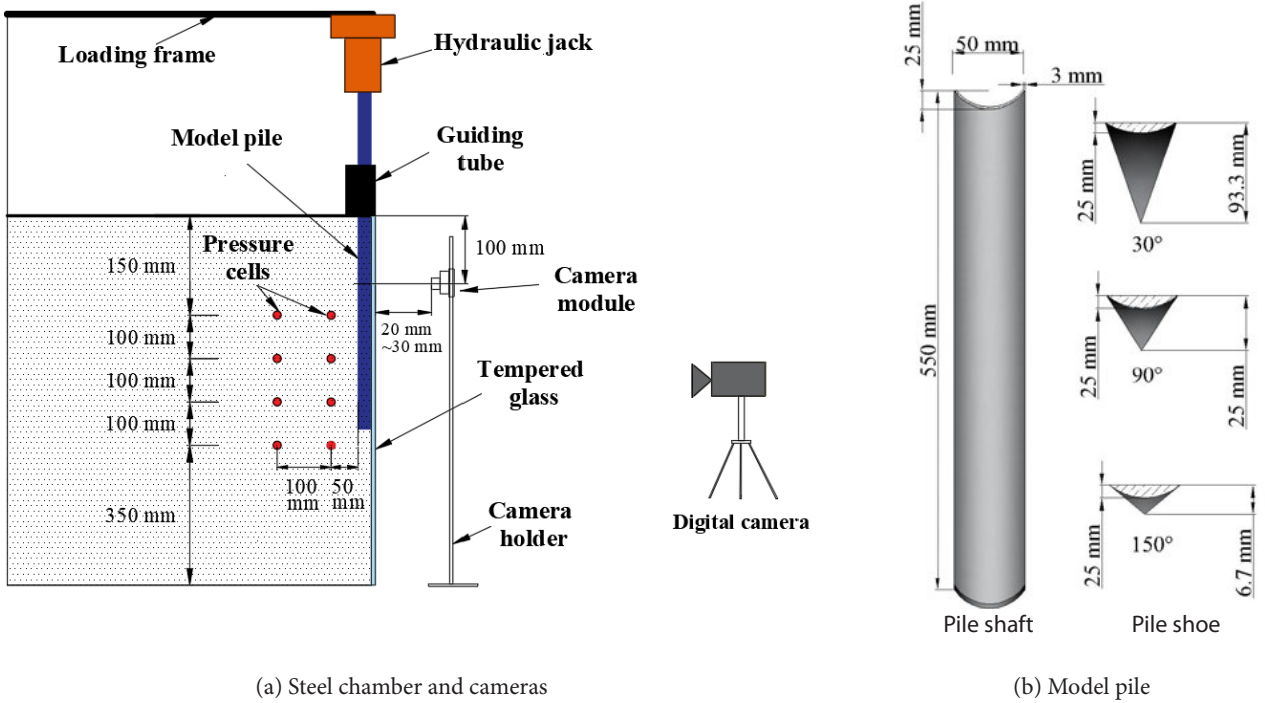 Loading frame
Hydraulic jack
Model pile
Guiding
tube
Pressure
cells
150 mm
100 mm
100 mm
100 mm
350 mm
100
mm
50
mm
100 mm
Camera
module
20 mm
~30 mm
Tempered
glass
Camera
holder
Digital camera
(a) Steel chamber and cameras
25 mm
50 mm
3 mm
550 mm
Pile shaft
25 mm
93.3 mm
30°
25 mm
25 mm
90°
25 mm
6.7 mm
150°
Pile shoe
(b) Model pile